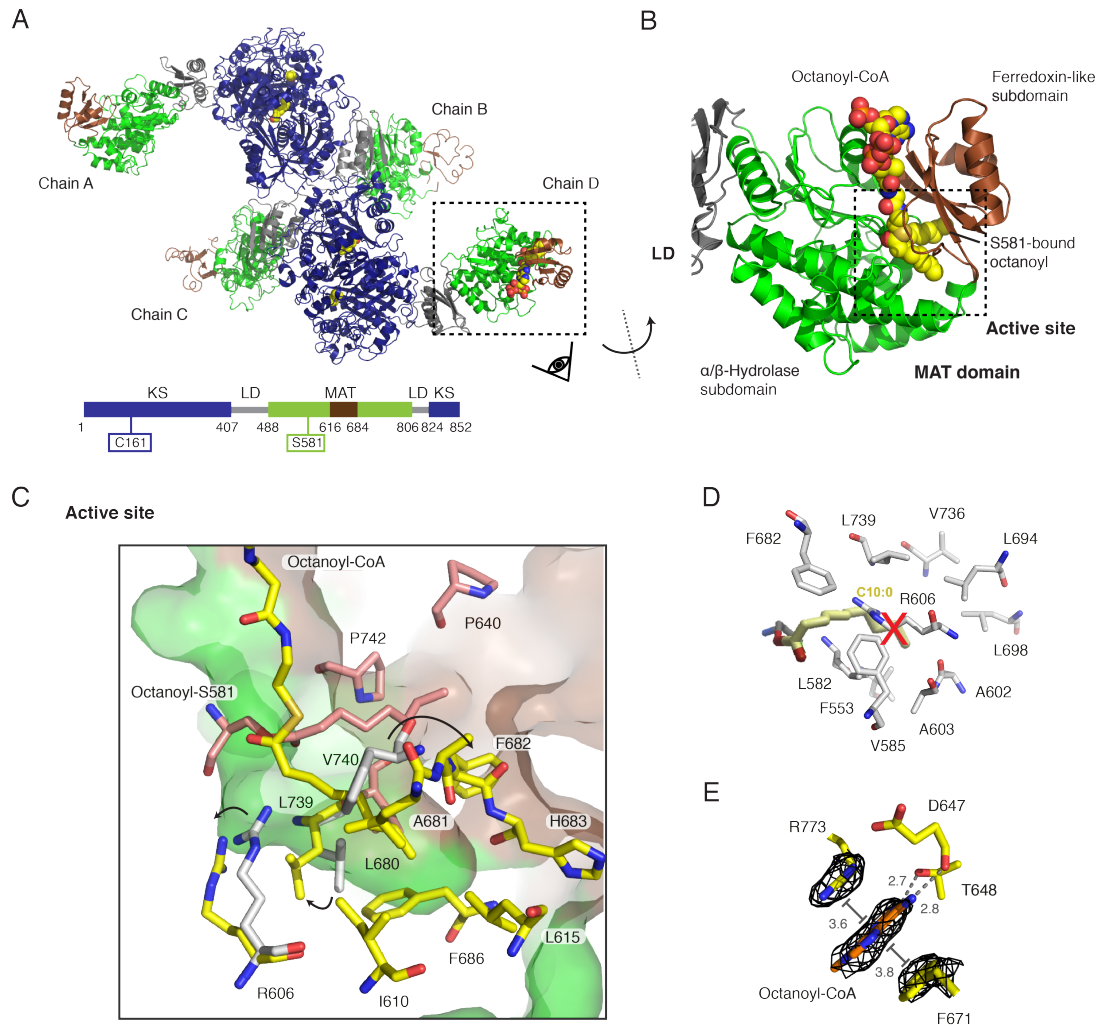 A
Chain A
Chain B
Chain C
Chain D
KS
LD
MAT
LD
KS
1
407
488
616
684
806
824
852
C161
S581
B
Octanoyl-CoA
Ferredoxin-like
subdomain
LD
S581-bound
octanoyl
Active site
α/β-Hydrolase
subdomain
MAT domain
C
Active site
Octanoyl-CoA
P640
P742
Octanoyl-S581
F682
V740
L739
A681
H683
L680
L615
F686
R606
I610
D
F682
L739
V736
L694
C10:0
R606
L698
L582
F553
A602
A603
V585
E
D647
R773
2.7
T648
2.8
3.6
3.8
Octanoyl-CoA
F671